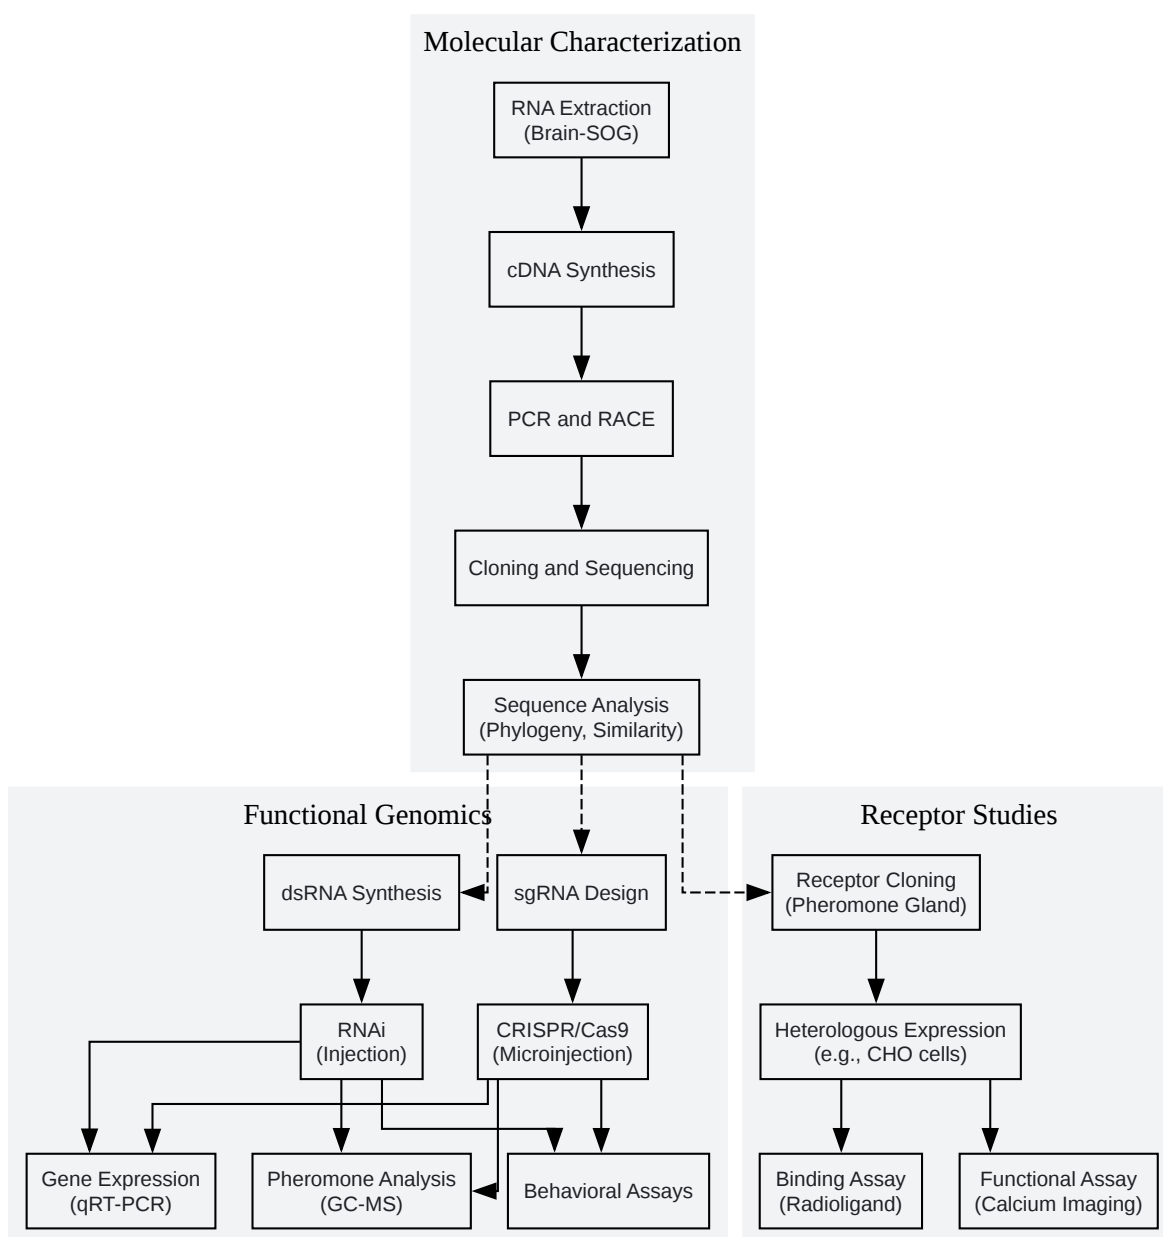 Molecular Characterization
RNA Extraction
(Brain-SOG)
cDNA Synthesis
PCR and RACE
Cloning and Sequencing
Sequence Analysis
(Phylogeny, Similarity)
Functional Genomics
dsRNA Synthesis
sgRNA Design
RNAi
(Injection)
CRISPR/Cas9
(Microinjection)
Gene Expression
(qRT-PCR)
Pheromone Analysis
(GC-MS)
Behavioral Assays
Receptor Studies
Receptor Cloning
(Pheromone Gland)
Heterologous Expression
(e.g., CHO cells)
Binding Assay
(Radioligand)
Functional Assay
(Calcium Imaging)